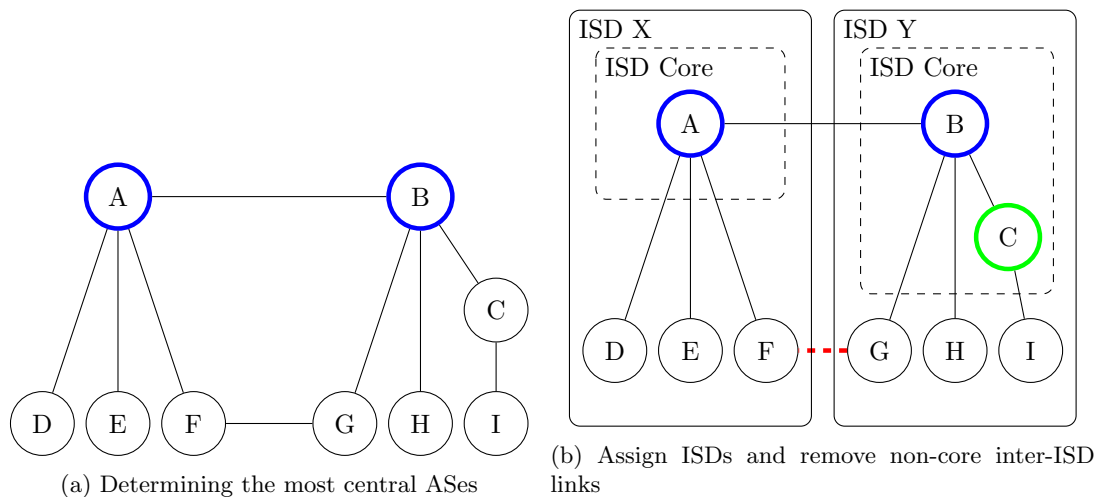 A
B
C
D
E
F
G
H
I
(a) Determining the most central ASes
ISD X
ISD Y
ISD Core
ISD Core
A
B
C
D
E
F
G
H
I
(b) Assign ISDs and remove non-core inter-ISD
links